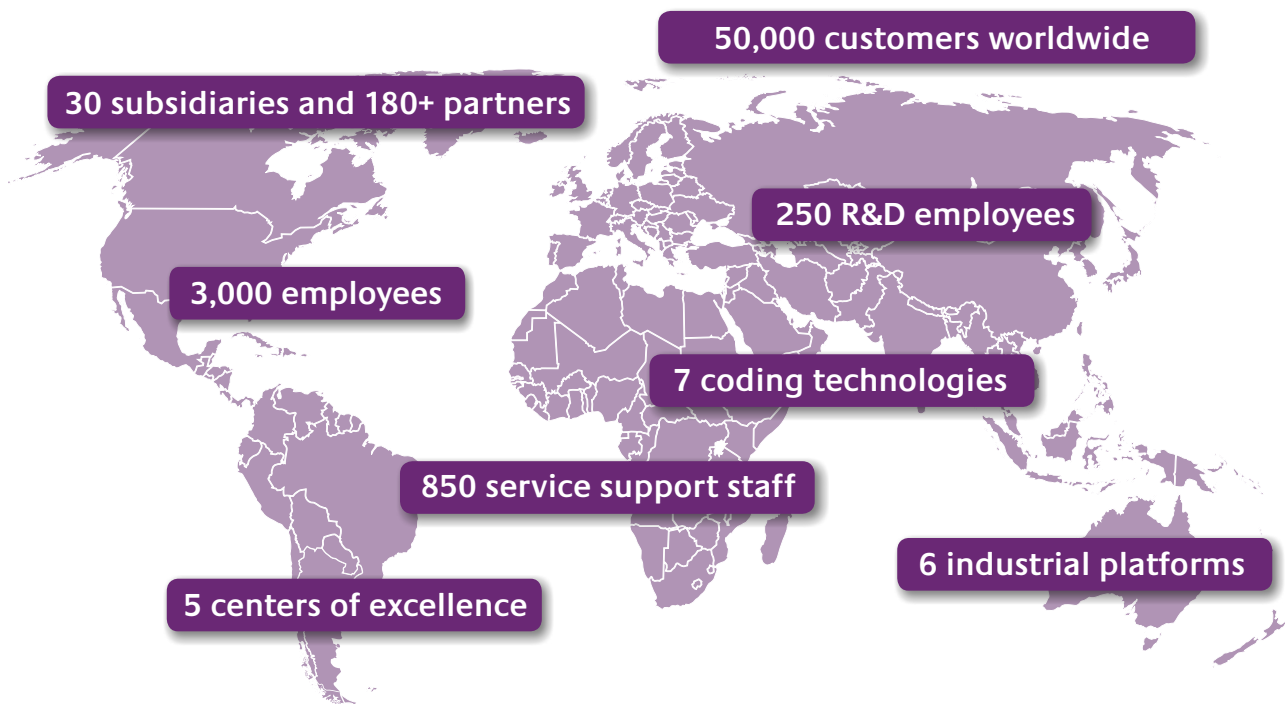 50,000 customers worldwide
30 subsidiaries and 180+ partners
250 R&D employees
3,000 employees
7 coding technologies
850 service support staff
6 industrial platforms
5 centers of excellence